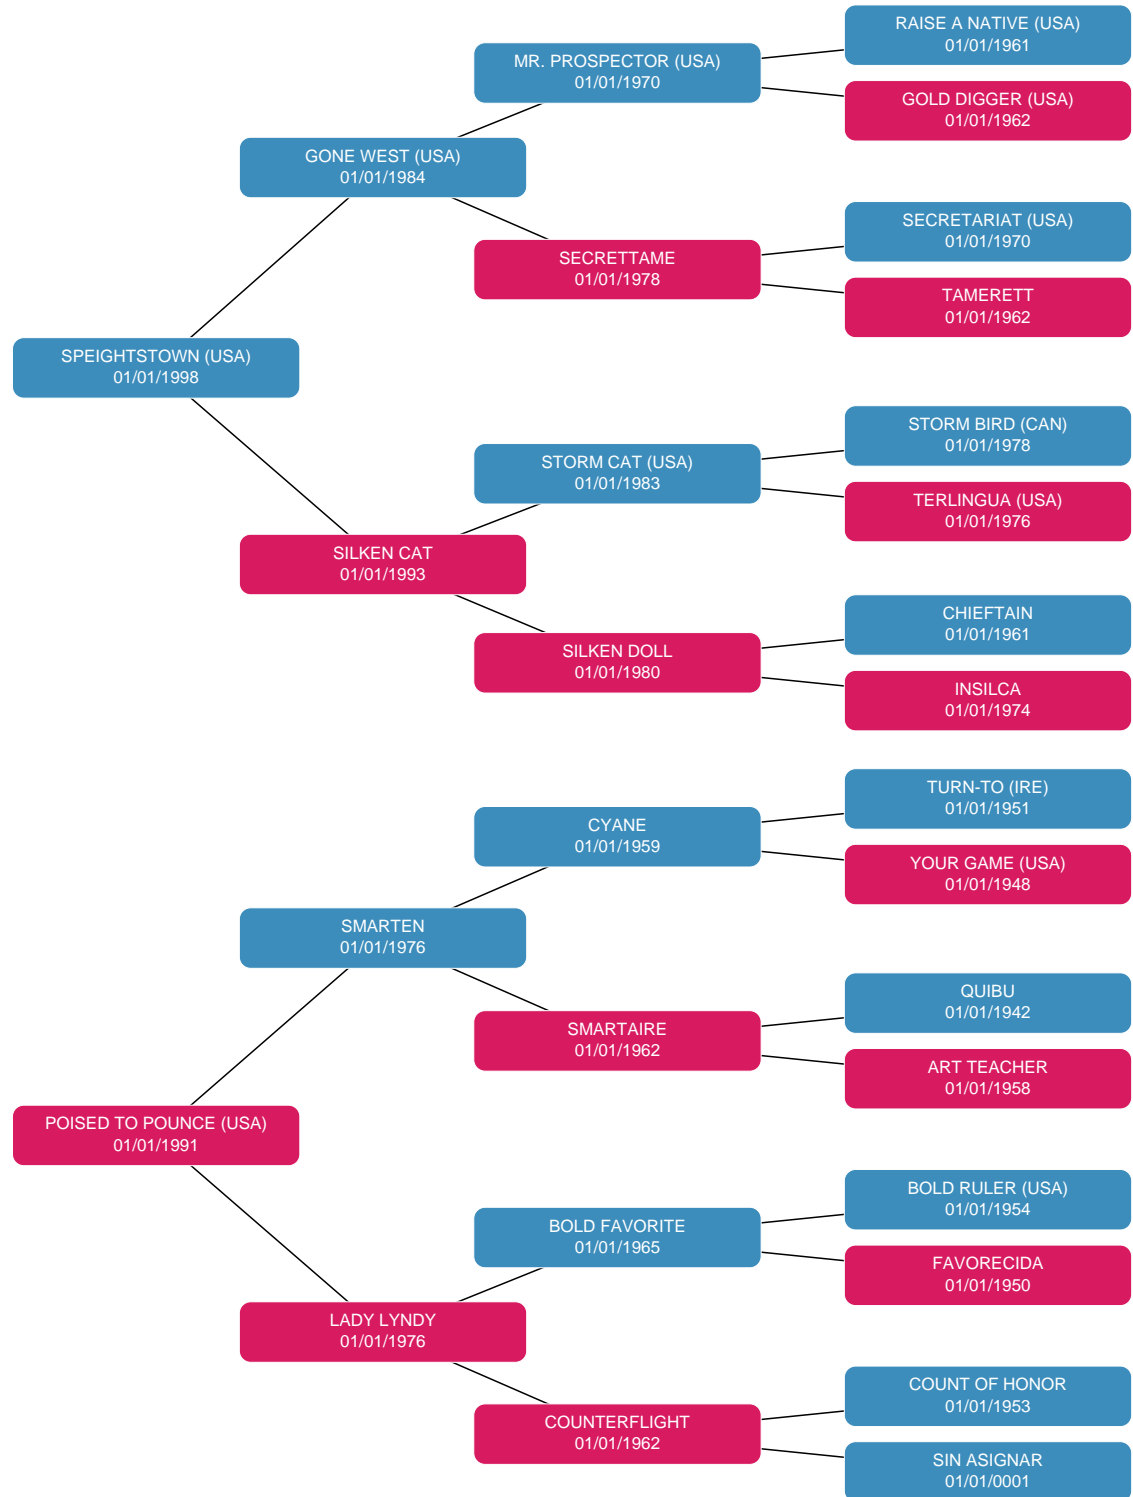 RAISE A NATIVE (USA)
01/01/1961
MR. PROSPECTOR (USA)
01/01/1970
GOLD DIGGER (USA)
01/01/1962
GONE WEST (USA)
01/01/1984
SECRETARIAT (USA)
01/01/1970
SECRETTAME
01/01/1978
TAMERETT
01/01/1962
SPEIGHTSTOWN (USA)
01/01/1998
STORM BIRD (CAN)
01/01/1978
STORM CAT (USA)
01/01/1983
TERLINGUA (USA)
01/01/1976
SILKEN CAT
01/01/1993
CHIEFTAIN
01/01/1961
SILKEN DOLL
01/01/1980
INSILCA
01/01/1974
TURN-TO (IRE)
01/01/1951
CYANE
01/01/1959
YOUR GAME (USA)
01/01/1948
SMARTEN
01/01/1976
QUIBU
01/01/1942
SMARTAIRE
01/01/1962
ART TEACHER
01/01/1958
POISED TO POUNCE (USA)
01/01/1991
BOLD RULER (USA)
01/01/1954
BOLD FAVORITE
01/01/1965
FAVORECIDA
01/01/1950
LADY LYNDY
01/01/1976
COUNT OF HONOR
01/01/1953
COUNTERFLIGHT
01/01/1962
SIN ASIGNAR
01/01/0001